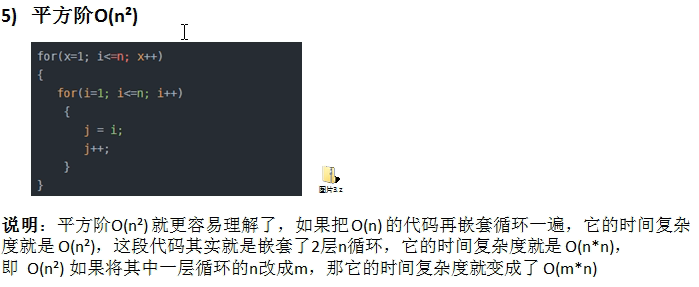 5) 平方阶O(n²)
for(x=1; i<=n; x++)
{
for(i=1; i<=n; i++)
{
j = i;
j++;
}
}
图片3.z
说明：平方阶O(n²) 就更容易理解了，如果把 O(n) 的代码再嵌套循环一遍，它的时间复杂
度就是 O(n²)，这段代码其实就是嵌套了2层n循环，它的时间复杂度就是 O(n*n)，
即 O(n²) 如果将其中一层循环的n改成m，那它的时间复杂度就变成了 O(m*n)